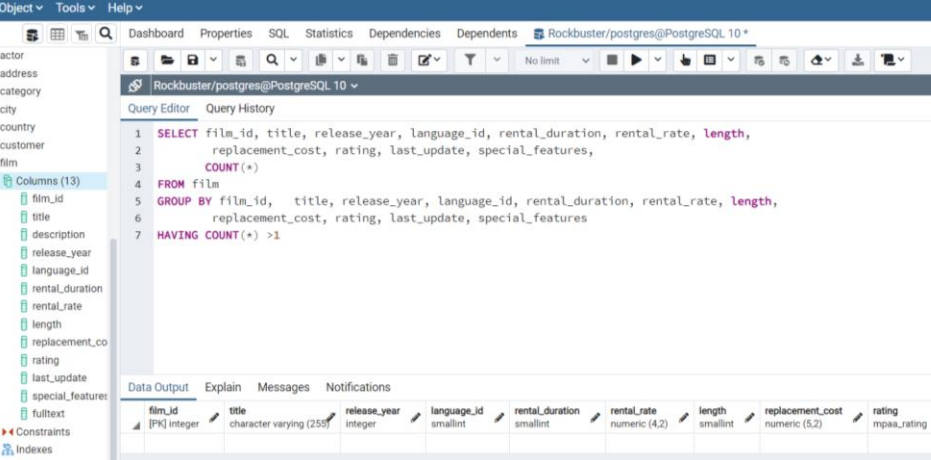 Object Tools Help
Dashboard Properties SQL Statistics Dependencies Dependents Rockbuster/postgres@PostgreSQL 10 *
No limit
Rockbuster/postgres@PostgreSQL 10
Query Editor Query History
actor
address
category
city
country
customer
film
Columns (13)
film_id
title
description
release_year
language_id
rental_duration
rental_rate
length
replacement_co
rating
last_update
special_features
fulltext
Constraints
Indexes
1 SELECT film_id, title, release_year, language_id, rental_duration, rental_rate, length,
2 replacement_cost, rating, last_update, special_features,
3 COUNT(*)
4 FROM film
5 GROUP BY film_id, title, release_year, language_id, rental_duration, rental_rate, length,
6 replacement_cost, rating, last_update, special_features
7 HAVING COUNT(*) >1
Data Output Explain Messages Notifications
film_id title release_year language_id rental_duration rental_rate length replacement_cost rating
[PK] integer character varying (255) integer smallint smallint numeric (4,2) smallint numeric (5,2) mpaa_rating